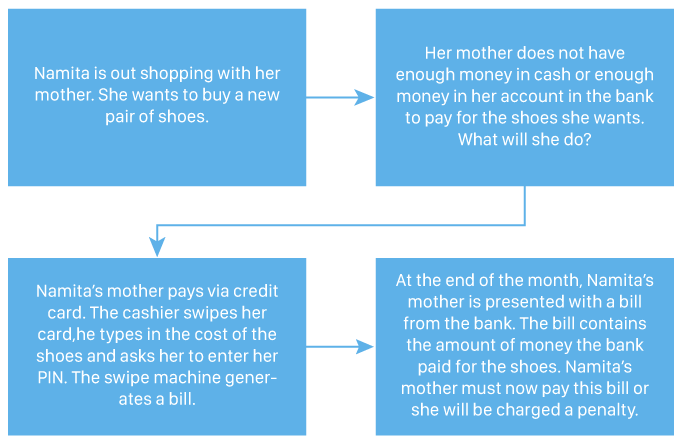 Namita is out shopping with her
mother. She wants to buy a new
pair of shoes.
Her mother does not have
enough money in cash or enough
money in her account in the bank
to pay for the shoes she wants.
What will she do?
Namita’s mother pays via credit
card. The cashier swipes her
card,he types in the cost of the
shoes and asks her to enter her
PIN. The swipe machine gener-
ates a bill.
At the end of the month, Namita’s
mother is presented with a bill
from the bank. The bill contains
the amount of money the bank
paid for the shoes. Namita’s
mother must now pay this bill or
she will be charged a penalty.